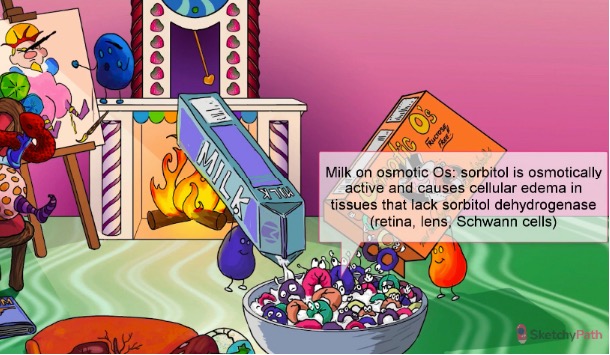 MILK
MILK
Milk on osmotic Os: sorbitol is osmotically
active and causes cellular edema in
tissues that lack sorbitol dehydrogenase
(retina, lens, Schwann cells)
SketchyPath